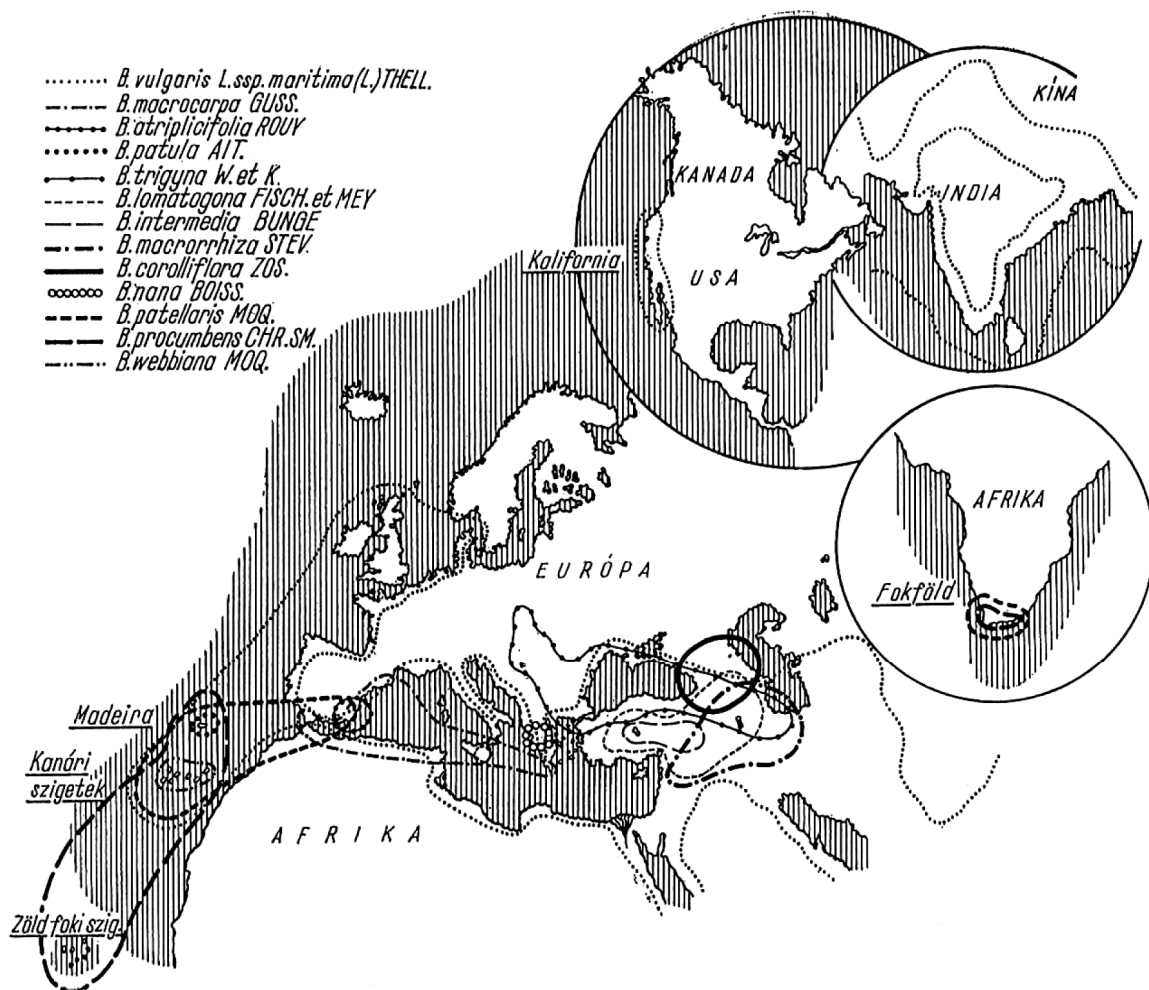 B. vulgaris L. ssp. maritima (L.) THELL.
B. macrocarpa GUSS.
B. atriplicifolia ROUY
B. patula AIT.
B. trigyna W. et K.
B. lomatogona FISCH. et MEY
B. intermedia BUNGE
B. macrorrhiza STEV.
B. corolliflora ZOS.
B. nana BOISS.
B. patellaris MOQ.
B. procumbens CHR. SM.
B. webbiana MOQ.
KANADA
USA
Kalifornia
KÍNA
INDIA
AFRIKA
Fokföld
EURÓPA
Madeira
Kanári
szigetek
AFRIKA
Zöld foki szig.